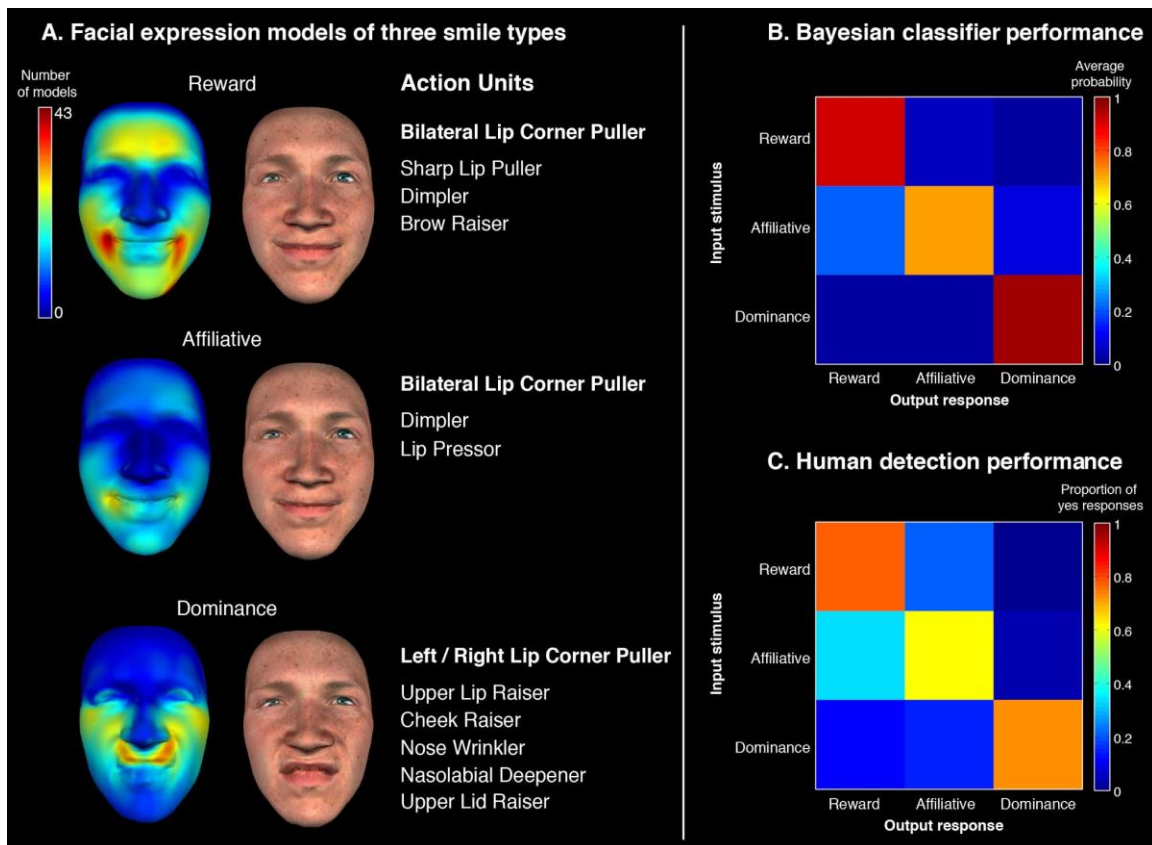 A. Facial expression models of three smile types
Number
of models
43
0
Reward
Action Units
Bilateral Lip Corner Puller
Sharp Lip Puller
Dimpler
Brow Raiser
Affiliative
Bilateral Lip Corner Puller
Dimpler
Lip Pressor
Dominance
Left / Right Lip Corner Puller
Upper Lip Raiser
Cheek Raiser
Nose Wrinkler
Nasolabial Deepener
Upper Lid Raiser
B. Bayesian classifier performance
Average
probability
1
0.8
0.6
0.4
0.2
0
Input stimulus
Reward
Affiliative
Dominance
Reward Affiliative Dominance
Output response
C. Human detection performance
Proportion of
yes responses
1
0.8
0.6
0.4
0.2
0
Input stimulus
Reward
Affiliative
Dominance
Reward Affiliative Dominance
Output response